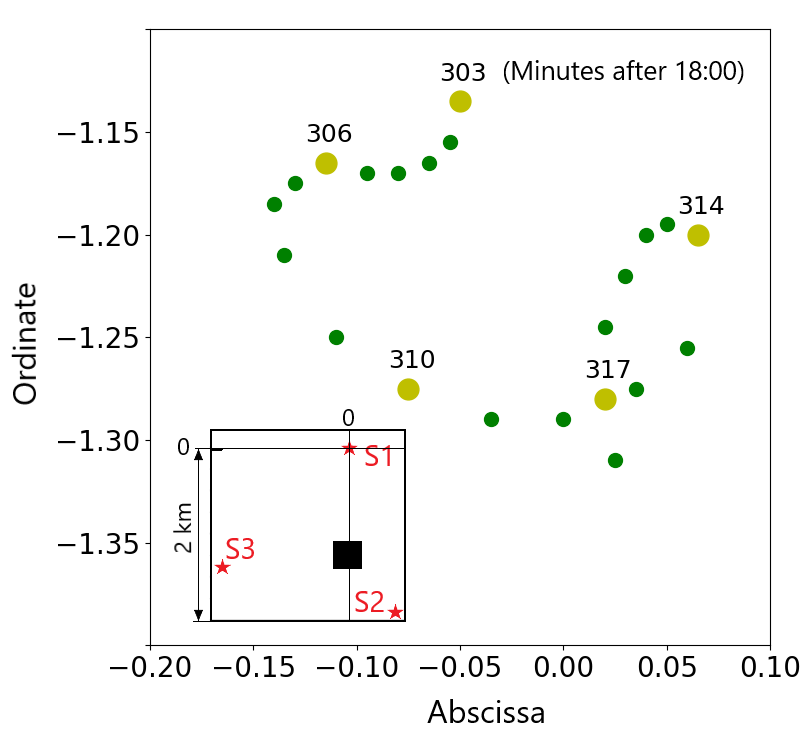 303 (Minutes after 18:00)
306
−1.15
314
−1.20
−1.25
310
317
Ordinate
−1.30
0
0
S1
−1.35
2 km
S3
S2
−0.20 −0.15 −0.10 −0.05 0.00 0.05 0.10
Abscissa